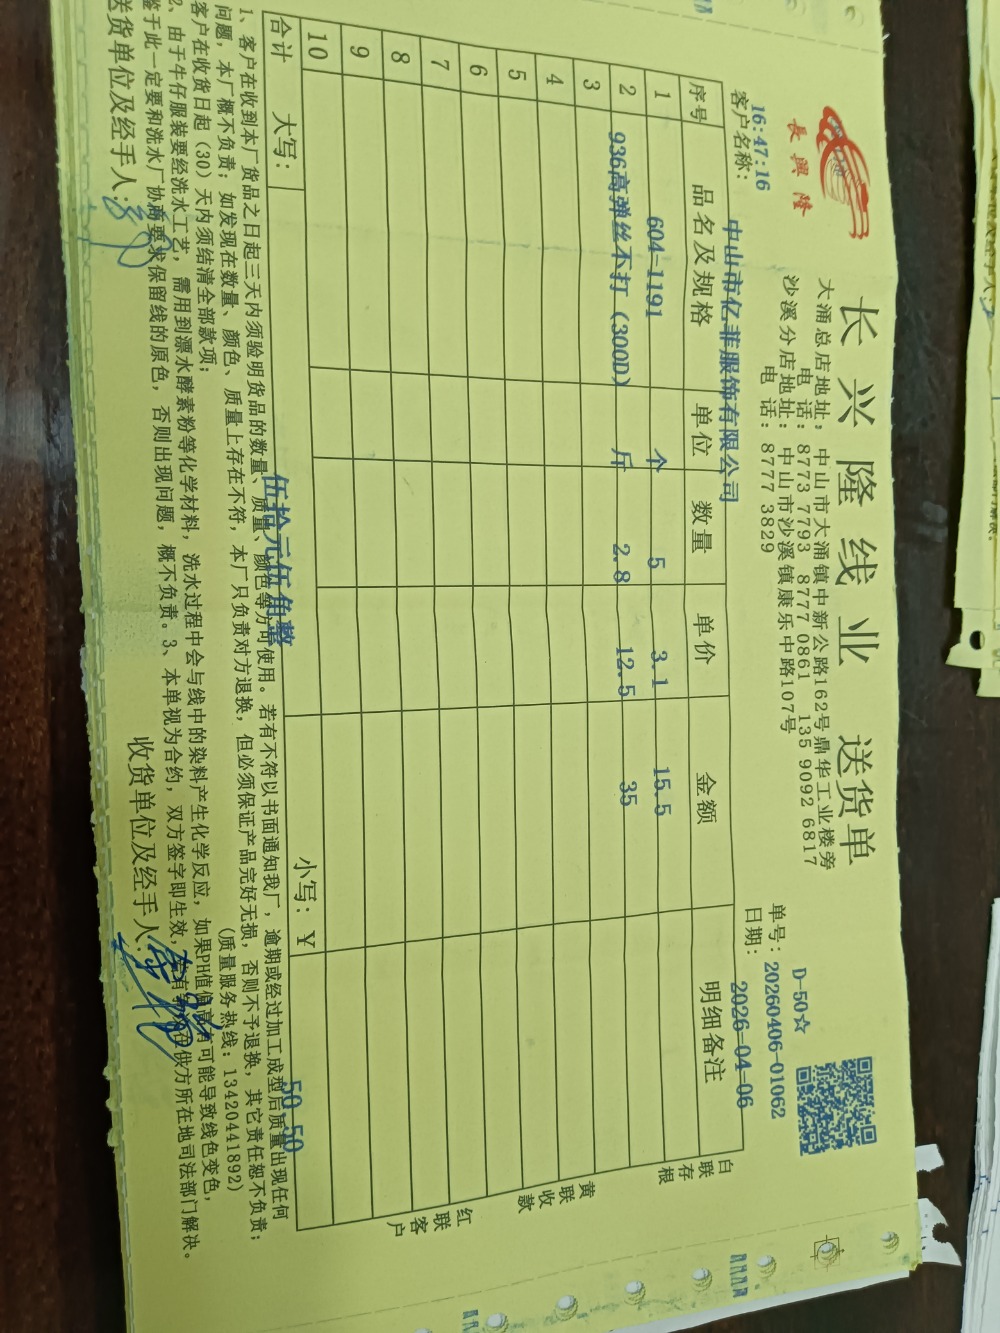 長興隆
长兴隆线业 送货单
大涌总店地址：中山市大涌镇中新公路162号鼎华工业楼旁
电 话：8773 7793 8777 0861 135 9092 6817
沙溪分店地址：中山市沙溪镇康乐中路107号
电 话：8777 3829
D-50☆
单号：20260406-01062
16:47:16
日期：2026-04-06
客户名称：中山市亿菲服饰有限公司
序号 品名及规格 单位 数量 单价 金额 明细备注
1 604-1191 个 5 3.1 15.5
2 936高弹丝不打（300D） 斤 2.8 12.5 35
3
4
5
6
7
8
9
10
合计 大写：伍拾元伍角整 小写：￥ 50.50
白联存根
黄联收款
红联客户
1、客户在收到本厂货品之日起三天内须验明货品的数量、质量、颜色等方可使用。若有不符以书面通知我厂，逾期或经过加工成型后质量出现任何
问题，本厂概不负责；如发现在数量、颜色、质量上存在不符，本厂只负责对方退换，但必须保证产品完好无损，否则不予退换，其它责任恕不负责；
客户在收货日起（30）天内须结清全部款项； （质量服务热线：13420441892）
2、由于牛仔服装要经洗水工艺，需用到漂水酵素粉等化学材料，洗水过程中会与线中的染料产生化学反应，如果PH值偏高有可能导致线色变色，
鉴于此一定要和洗水厂协商要求保留线的原色，否则出现问题，概不负责。3、本单视为合约，双方签字即生效，供方所在地司法部门解决。
送货单位及经手人：
收货单位及经手人：